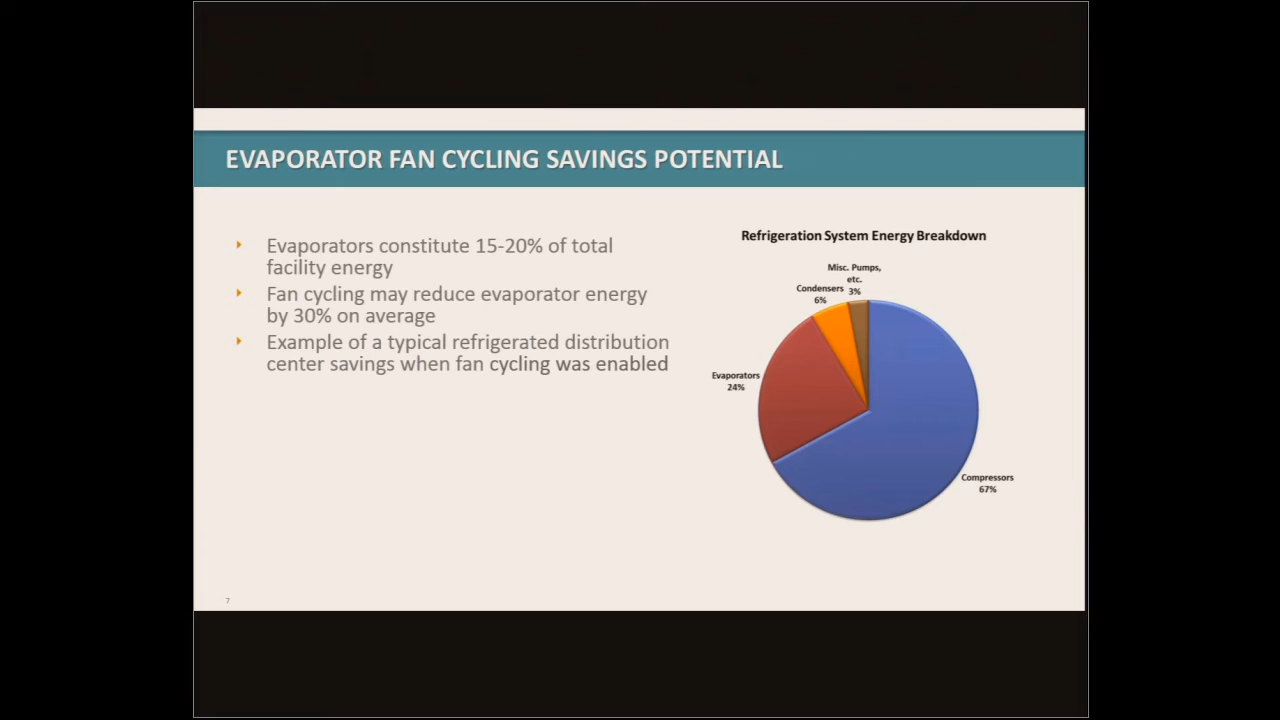 EVAPORATOR FAN CYCLING SAVINGS POTENTIAL
Evaporators constitute 15-20% of total
facility energy
Fan cycling may reduce evaporator energy
by 30% on average
Example of a typical refrigerated distribution
center savings when fan cycling was enabled
Refrigeration System Energy Breakdown
Misc. Pumps,
etc.
3%
Condensers
6%
Evaporators
24%
Compressors
67%
7